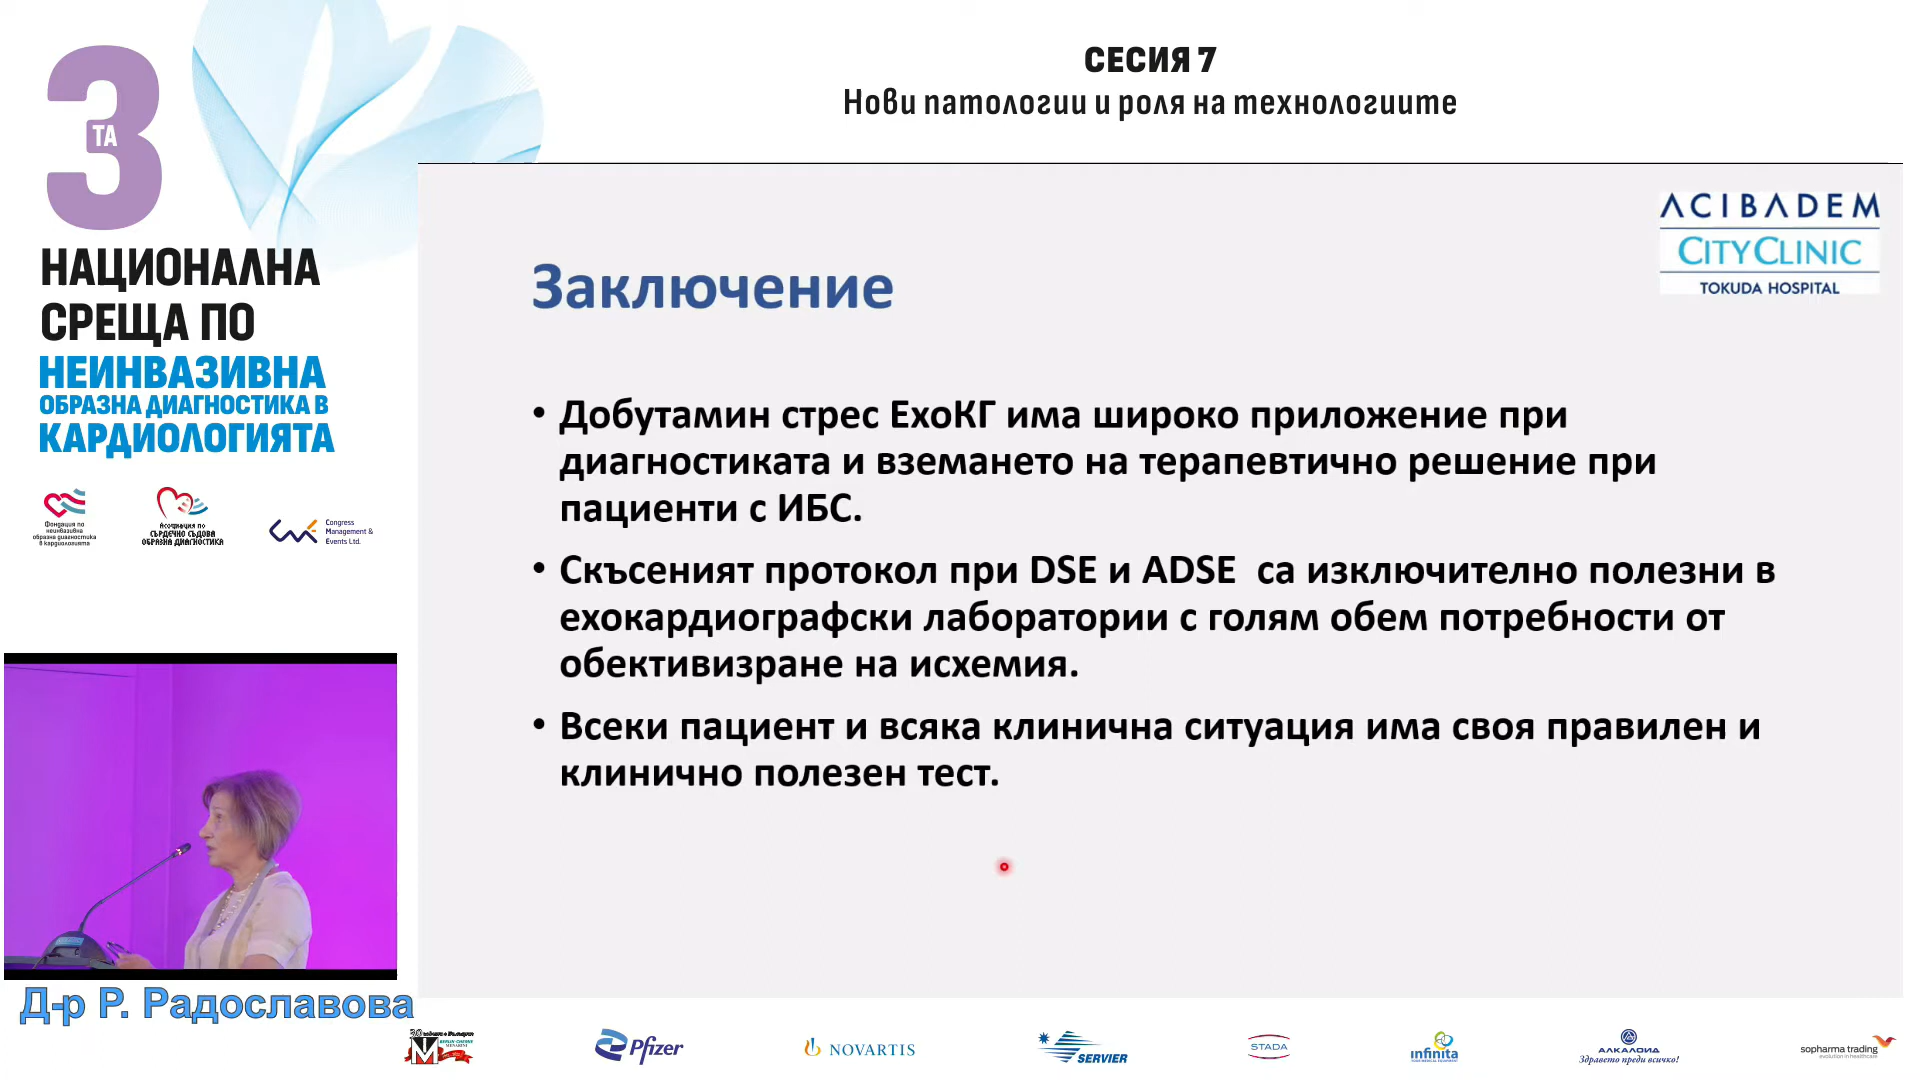 3
ТА
НАЦИОНАЛНА
СРЕЩА ПО
НЕИНВАЗИВНА
ОБРАЗНА ДИАГНОСТИКА В
КАРДИОЛОГИЯТА
Фондация по
неинвазивна
образна диагностика
в кардиологията
Асоциация по
СЪРДЕЧНО СЪДОВА
ОБРАЗНА ДИАГНОСТИКА
Congress
Management &
Events Ltd.
СЕСИЯ 7
Нови патологии и роля на технологиите
ACIBADEM
CITYCLINIC
TOKUDA HOSPITAL
Заключение
• Добутамин стрес ЕхоКГ има широко приложение при
диагностиката и вземането на терапевтично решение при
пациенти с ИБС.
• Скъсеният протокол при DSE и ADSE са изключително полезни в
ехокардиографски лаборатории с голям обем потребности от
обективизране на исхемия.
• Всеки пациент и всяка клинична ситуация има своя правилен и
клинично полезен тест.
Д-р Р. Радославова
Pfizer
NOVARTIS
SERVIER
STADA
infinita
АЛКАЛОИД
Здравето преди всичко!
sopharma trading
evolution in healthcare